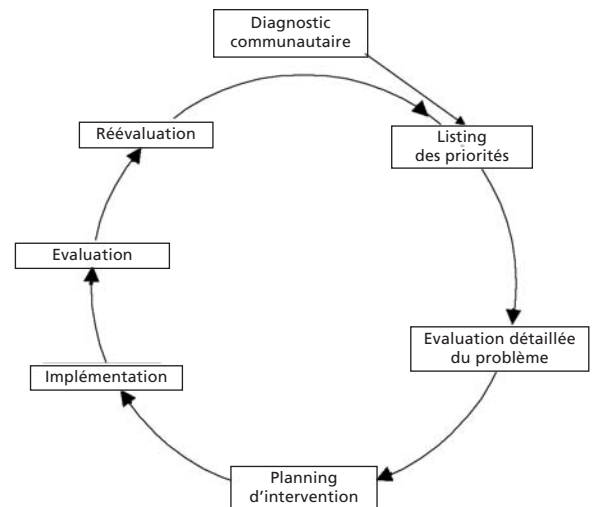 Diagnostic
communautaire
Listing
des priorités
Evaluation détaillée
du problème
Planning
d’intervention
Implémentation
Evaluation
Réévaluation